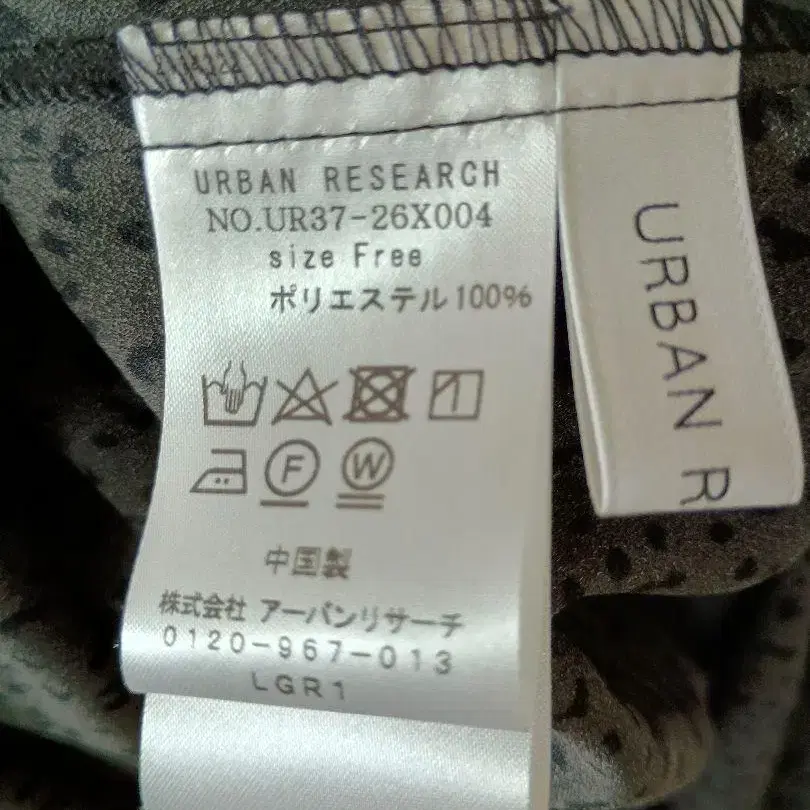 URBAN RESEARCH
NO.UR37-26X004
size Free
ポリエステル100%
F W
中国製
株式会社 アーバンリサーチ
0120-967-013
LGR1
URBAN R